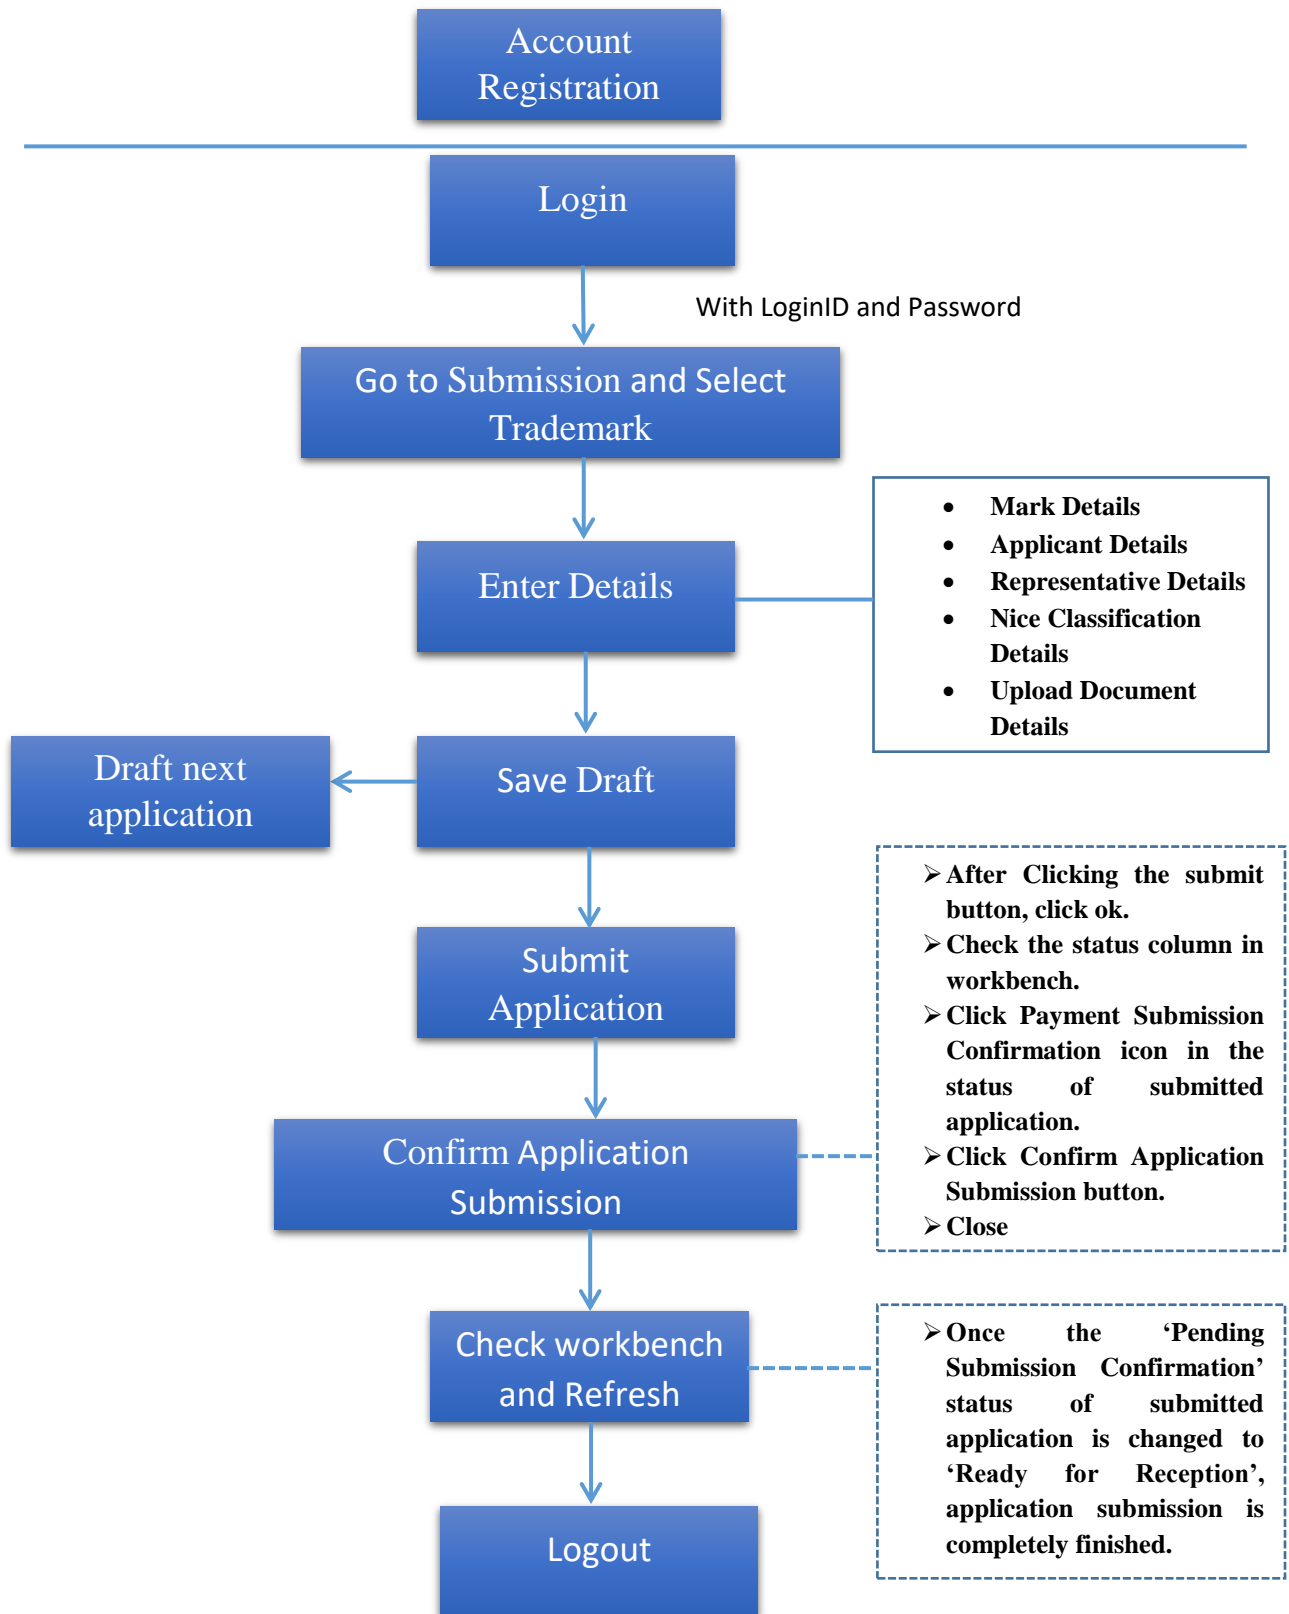 Account
Registration
Login
With LoginID and Password
Go to Submission and Select
Trademark
Enter Details
• Mark Details
• Applicant Details
• Representative Details
• Nice Classification
Details
• Upload Document
Details
Draft next
application
Save Draft
Submit
Application
➢ After Clicking the submit
button, click ok.
➢ Check the status column in
workbench.
➢ Click Payment Submission
Confirmation icon in the
status of submitted
application.
➢ Click Confirm Application
Submission button.
➢ Close
Confirm Application
Submission
Check workbench
and Refresh
➢ Once the ‘Pending
Submission Confirmation’
status of submitted
application is changed to
‘Ready for Reception’,
application submission is
completely finished.
Logout